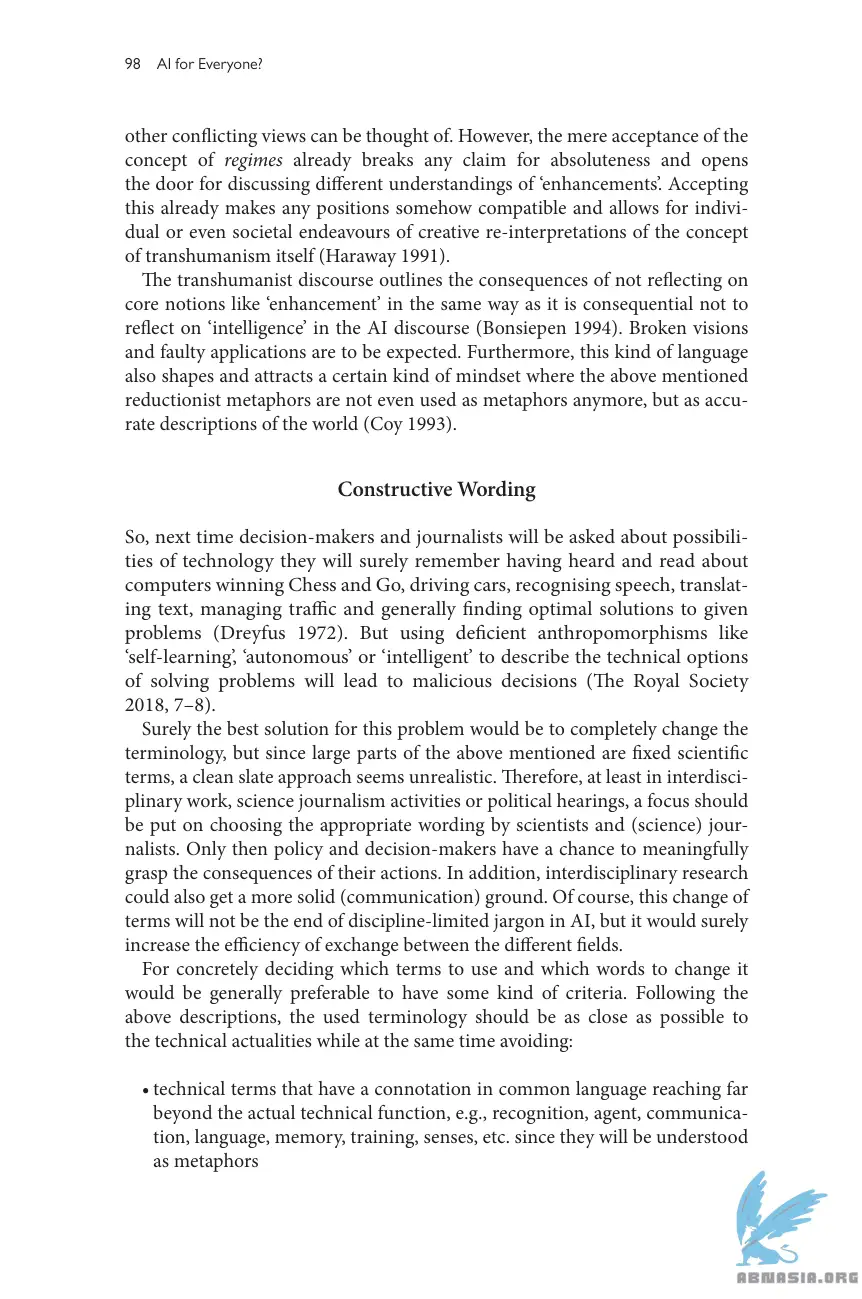 98 AI for Everyone?
other conflicting views can be thought of. However, the mere acceptance of the
concept of regimes already breaks any claim for absoluteness and opens
the door for discussing different understandings of ‘enhancements’. Accepting
this already makes any positions somehow compatible and allows for indivi-
dual or even societal endeavours of creative re-interpretations of the concept
of transhumanism itself (Haraway 1991).
The transhumanist discourse outlines the consequences of not reflecting on
core notions like ‘enhancement’ in the same way as it is consequential not to
reflect on ‘intelligence’ in the AI discourse (Bonsiepen 1994). Broken visions
and faulty applications are to be expected. Furthermore, this kind of language
also shapes and attracts a certain kind of mindset where the above mentioned
reductionist metaphors are not even used as metaphors anymore, but as accu-
rate descriptions of the world (Coy 1993).
Constructive Wording
So, next time decision-makers and journalists will be asked about possibili-
ties of technology they will surely remember having heard and read about
computers winning Chess and Go, driving cars, recognising speech, translat-
ing text, managing traffic and generally finding optimal solutions to given
problems (Dreyfus 1972). But using deficient anthropomorphisms like
‘self-learning’, ‘autonomous’ or ‘intelligent’ to describe the technical options
of solving problems will lead to malicious decisions (The Royal Society
2018, 7–8).
Surely the best solution for this problem would be to completely change the
terminology, but since large parts of the above mentioned are fixed scientific
terms, a clean slate approach seems unrealistic. Therefore, at least in interdisci-
plinary work, science journalism activities or political hearings, a focus should
be put on choosing the appropriate wording by scientists and (science) jour-
nalists. Only then policy and decision-makers have a chance to meaningfully
grasp the consequences of their actions. In addition, interdisciplinary research
could also get a more solid (communication) ground. Of course, this change of
terms will not be the end of discipline-limited jargon in AI, but it would surely
increase the efficiency of exchange between the different fields.
For concretely deciding which terms to use and which words to change it
would be generally preferable to have some kind of criteria. Following the
above descriptions, the used terminology should be as close as possible to
the technical actualities while at the same time avoiding:
• technical terms that have a connotation in common language reaching far
beyond the actual technical function, e.g., recognition, agent, communica-
tion, language, memory, training, senses, etc. since they will be understood
as metaphors
ABNASIA.ORG